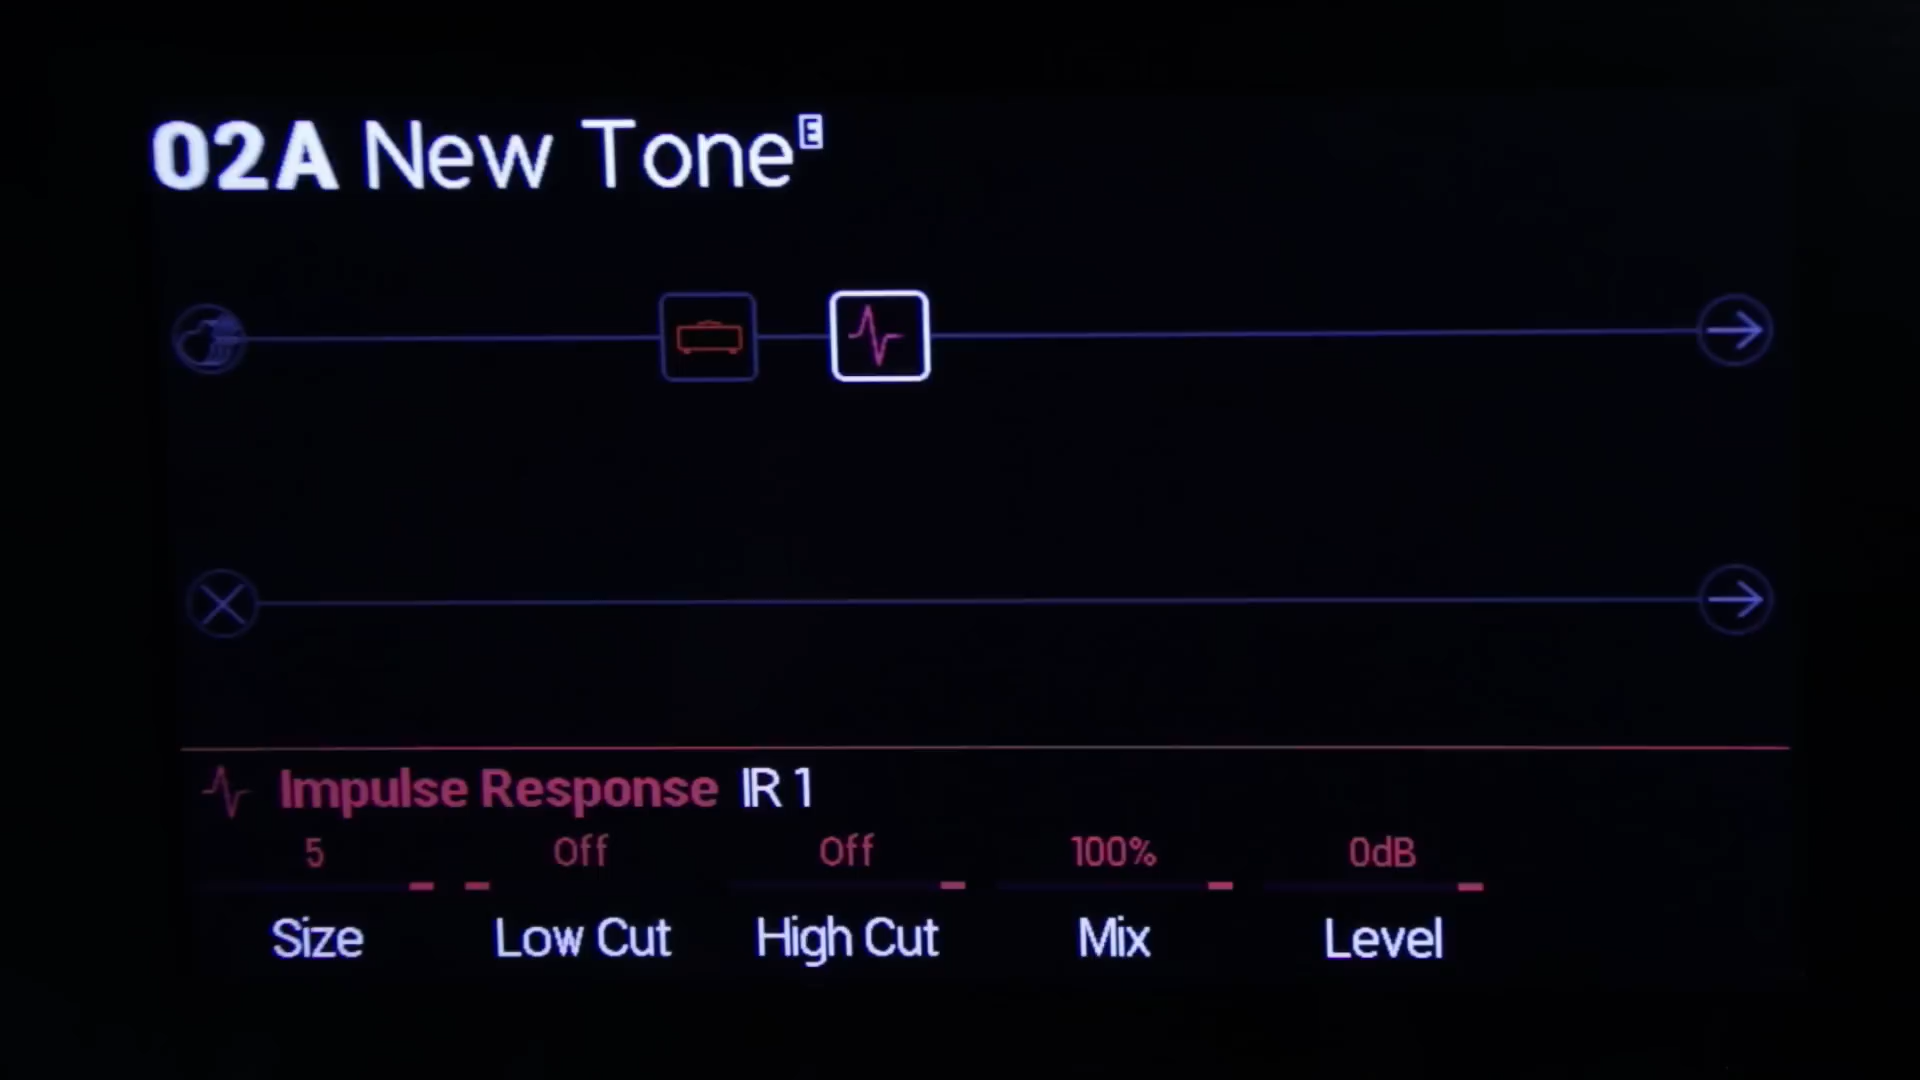 02A New Tone E
Impulse Response IR 1
5 Off Off 100% 0dB
Size Low Cut High Cut Mix Level